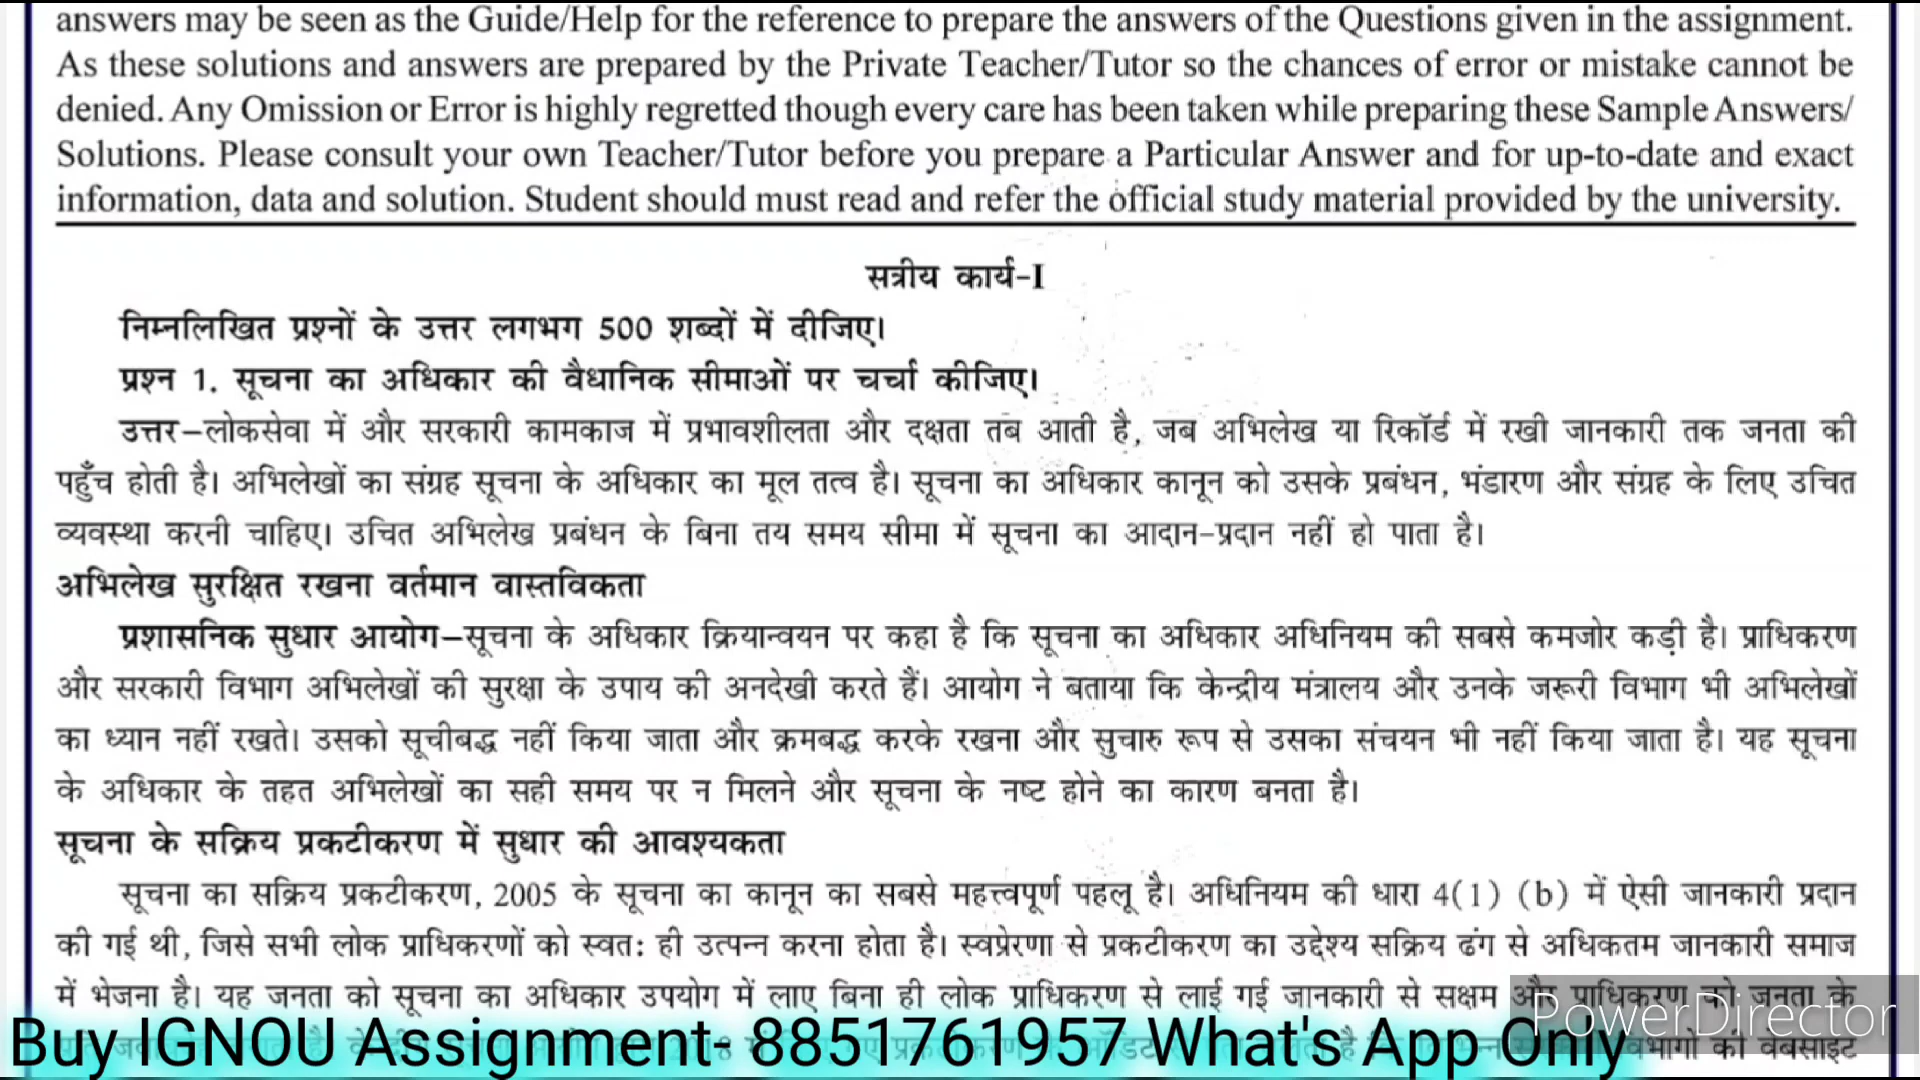 answers may be seen as the Guide/Help for the reference to prepare the answers of the Questions given in the assignment.
As these solutions and answers are prepared by the Private Teacher/Tutor so the chances of error or mistake cannot be
denied. Any Omission or Error is highly regretted though every care has been taken while preparing these Sample Answers/
Solutions. Please consult your own Teacher/Tutor before you prepare a Particular Answer and for up-to-date and exact
information, data and solution. Student should must read and refer the official study material provided by the university.
सत्रीय कार्य-I
निम्नलिखित प्रश्नों के उत्तर लगभग 500 शब्दों में दीजिए।
प्रश्न 1. सूचना का अधिकार की वैधानिक सीमाओं पर चर्चा कीजिए।
उत्तर–लोकसेवा में और सरकारी कामकाज में प्रभावशीलता और दक्षता तब आती है, जब अभिलेख या रिकॉर्ड में रखी जानकारी तक जनता की
पहुँच होती है। अभिलेखों का संग्रह सूचना के अधिकार का मूल तत्व है। सूचना का अधिकार कानून को उसके प्रबंधन, भंडारण और संग्रह के लिए उचित
व्यवस्था करनी चाहिए। उचित अभिलेख प्रबंधन के बिना तय समय सीमा में सूचना का आदान-प्रदान नहीं हो पाता है।
अभिलेख सुरक्षित रखना वर्तमान वास्तविकता
प्रशासनिक सुधार आयोग–सूचना के अधिकार क्रियान्वयन पर कहा है कि सूचना का अधिकार अधिनियम की सबसे कमजोर कड़ी है। प्राधिकरण
और सरकारी विभाग अभिलेखों की सुरक्षा के उपाय की अनदेखी करते हैं। आयोग ने बताया कि केन्द्रीय मंत्रालय और उनके जरूरी विभाग भी अभिलेखों
का ध्यान नहीं रखते। उसको सूचीबद्ध नहीं किया जाता और क्रमबद्ध करके रखना और सुचारु रूप से उसका संचयन भी नहीं किया जाता है। यह सूचना
के अधिकार के तहत अभिलेखों का सही समय पर न मिलने और सूचना के नष्ट होने का कारण बनता है।
सूचना के सक्रिय प्रकटीकरण में सुधार की आवश्यकता
सूचना का सक्रिय प्रकटीकरण, 2005 के सूचना का कानून का सबसे महत्त्वपूर्ण पहलू है। अधिनियम की धारा 4(1) (b) में ऐसी जानकारी प्रदान
की गई थी, जिसे सभी लोक प्राधिकरणों को स्वतः ही उत्पन्न करना होता है। स्वप्रेरणा से प्रकटीकरण का उद्देश्य सक्रिय ढंग से अधिकतम जानकारी समाज
में भेजना है। यह जनता को सूचना का अधिकार उपयोग में लाए बिना ही लोक प्राधिकरण से लाई गई जानकारी से सक्षम और प्राधिकरण को जनता के
PowerDirector
Buy IGNOU Assignment- 8851761957 What's App Only
विभागों की वेबसाइट